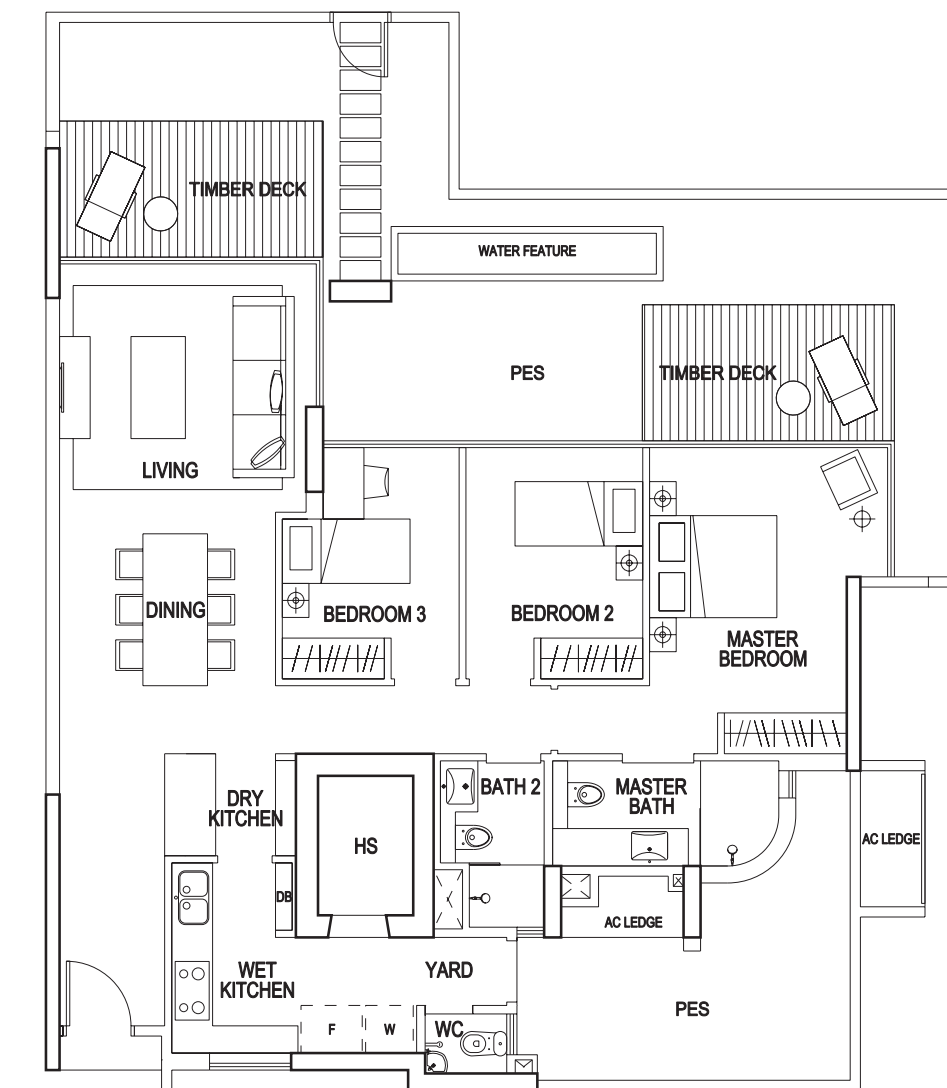 TIMBER DECK
WATER FEATURE
PES
TIMBER DECK
LIVING
DINING
BEDROOM 3
BEDROOM 2
MASTER
BEDROOM
DRY
KITCHEN
HS
BATH 2
MASTER
BATH
AC LEDGE
DB
AC LEDGE
WET
KITCHEN
YARD
PES
F
W
WC